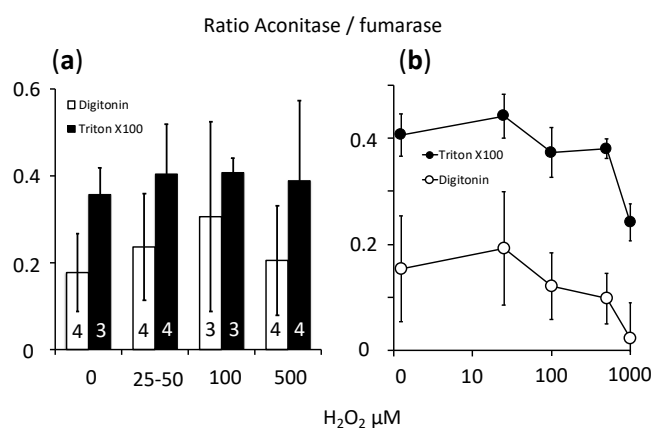 Ratio Aconitase / fumarase
(a)
(b)
0.6
0.4
0.2
0
Digitonin
Triton X100
4 3 4 4 3 3 4 4
0 25-50 100 500
0.4
0.2
0
Triton X100
Digitonin
0 10 100 1000
H₂O₂ μM